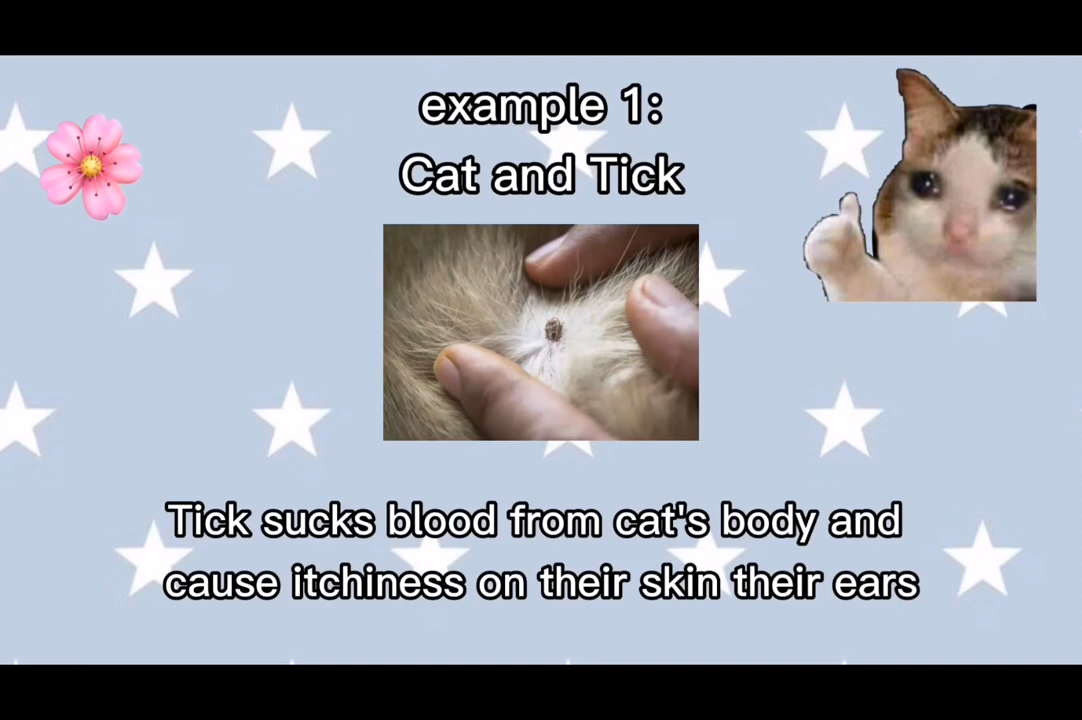 example 1:
Cat and Tick
Tick sucks blood from cat's body and
cause itchiness on their skin their ears